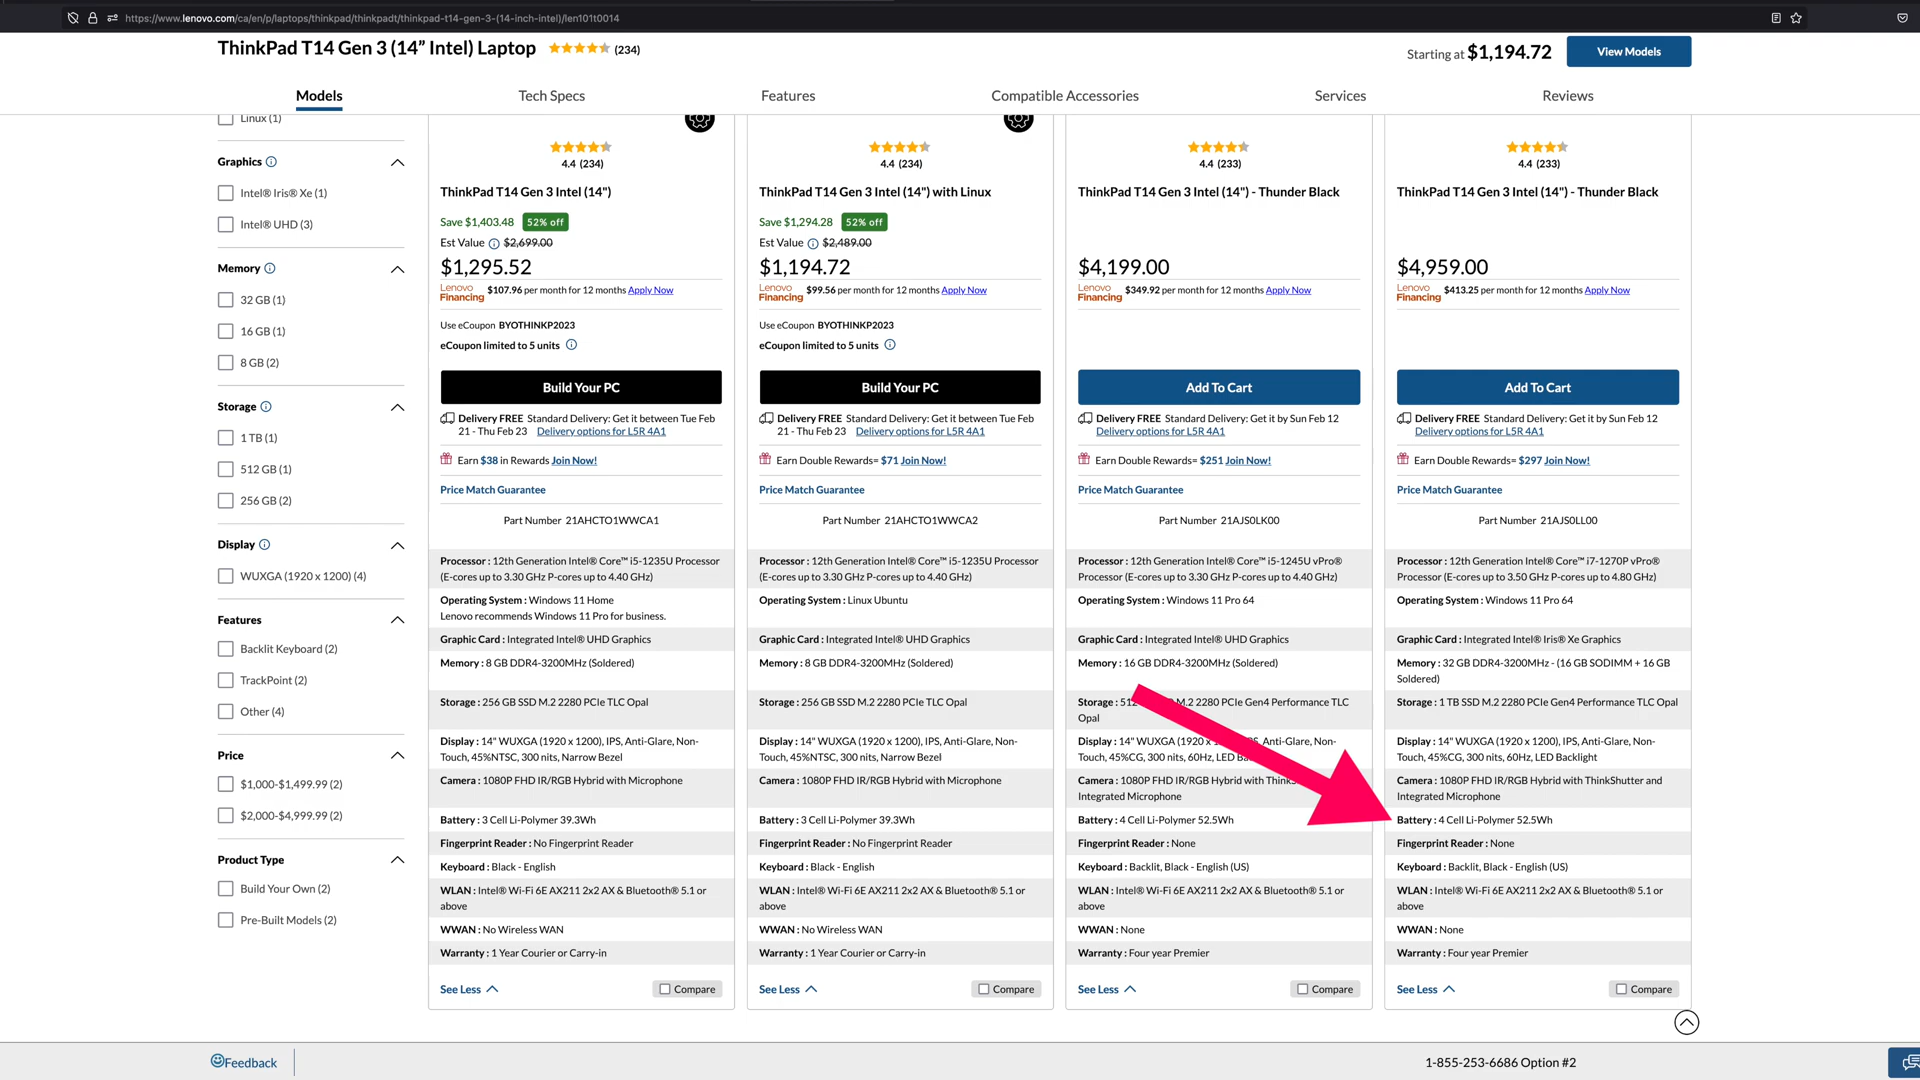 https://www.lenovo.com/ca/en/p/laptops/thinkpad/thinkpadt/thinkpad-t14-gen-3-(14-inch-intel)/len101t0014
ThinkPad T14 Gen 3 (14” Intel) Laptop (234)
Starting at $1,194.72 View Models
Models Tech Specs Features Compatible Accessories Services Reviews
Linux (1)
Graphics
Intel® Iris® Xe (1)
Intel® UHD (3)
Memory
32 GB (1)
16 GB (1)
8 GB (2)
Storage
1 TB (1)
512 GB (1)
256 GB (2)
Display
WUXGA (1920 x 1200) (4)
Features
Backlit Keyboard (2)
TrackPoint (2)
Other (4)
Price
$1,000-$1,499.99 (2)
$2,000-$4,999.99 (2)
Product Type
Build Your Own (2)
Pre-Built Models (2)
4.4 (234)
ThinkPad T14 Gen 3 Intel (14")
Save $1,403.48 52% off
Est Value $2,699.00
$1,295.52
Lenovo Financing $107.96 per month for 12 months Apply Now
Use eCoupon BYOTHINKP2023
eCoupon limited to 5 units
Build Your PC
Delivery FREE Standard Delivery: Get it between Tue Feb
21 - Thu Feb 23 Delivery options for L5R 4A1
Earn $38 in Rewards Join Now!
Price Match Guarantee
Part Number 21AHCTO1WWCA1
Processor : 12th Generation Intel® Core™ i5-1235U Processor
(E-cores up to 3.30 GHz P-cores up to 4.40 GHz)
Operating System : Windows 11 Home
Lenovo recommends Windows 11 Pro for business.
Graphic Card : Integrated Intel® UHD Graphics
Memory : 8 GB DDR4-3200MHz (Soldered)
Storage : 256 GB SSD M.2 2280 PCIe TLC Opal
Display : 14" WUXGA (1920 x 1200), IPS, Anti-Glare, Non-
Touch, 45%NTSC, 300 nits, Narrow Bezel
Camera : 1080P FHD IR/RGB Hybrid with Microphone
Battery : 3 Cell Li-Polymer 39.3Wh
Fingerprint Reader : No Fingerprint Reader
Keyboard : Black - English
WLAN : Intel® Wi-Fi 6E AX211 2x2 AX & Bluetooth® 5.1 or
above
WWAN : No Wireless WAN
Warranty : 1 Year Courier or Carry-in
See Less Compare
4.4 (234)
ThinkPad T14 Gen 3 Intel (14") with Linux
Save $1,294.28 52% off
Est Value $2,489.00
$1,194.72
Lenovo Financing $99.56 per month for 12 months Apply Now
Use eCoupon BYOTHINKP2023
eCoupon limited to 5 units
Build Your PC
Delivery FREE Standard Delivery: Get it between Tue Feb
21 - Thu Feb 23 Delivery options for L5R 4A1
Earn Double Rewards= $71 Join Now!
Price Match Guarantee
Part Number 21AHCTO1WWCA2
Processor : 12th Generation Intel® Core™ i5-1235U Processor
(E-cores up to 3.30 GHz P-cores up to 4.40 GHz)
Operating System : Linux Ubuntu
Graphic Card : Integrated Intel® UHD Graphics
Memory : 8 GB DDR4-3200MHz (Soldered)
Storage : 256 GB SSD M.2 2280 PCIe TLC Opal
Display : 14" WUXGA (1920 x 1200), IPS, Anti-Glare, Non-
Touch, 45%NTSC, 300 nits, Narrow Bezel
Camera : 1080P FHD IR/RGB Hybrid with Microphone
Battery : 3 Cell Li-Polymer 39.3Wh
Fingerprint Reader : No Fingerprint Reader
Keyboard : Black - English
WLAN : Intel® Wi-Fi 6E AX211 2x2 AX & Bluetooth® 5.1 or
above
WWAN : No Wireless WAN
Warranty : 1 Year Courier or Carry-in
See Less Compare
4.4 (233)
ThinkPad T14 Gen 3 Intel (14") - Thunder Black
$4,199.00
Lenovo Financing $349.92 per month for 12 months Apply Now
Add To Cart
Delivery FREE Standard Delivery: Get it by Sun Feb 12
Delivery options for L5R 4A1
Earn Double Rewards= $251 Join Now!
Price Match Guarantee
Part Number 21AJS0LK00
Processor : 12th Generation Intel® Core™ i5-1245U vPro®
Processor (E-cores up to 3.30 GHz P-cores up to 4.40 GHz)
Operating System : Windows 11 Pro 64
Graphic Card : Integrated Intel® UHD Graphics
Memory : 16 GB DDR4-3200MHz (Soldered)
Storage : M.2 2280 PCIe Gen4 Performance TLC
Opal
Display : 14" WUXGA (1920 Anti-Glare, Non-
Touch, 45%CG, 300 nits, 60Hz, LED
Camera : 1080P FHD IR/RGB Hybrid with
Integrated Microphone
Battery : 4 Cell Li-Polymer 52.5Wh
Fingerprint Reader : None
Keyboard : Backlit, Black - English (US)
WLAN : Intel® Wi-Fi 6E AX211 2x2 AX & Bluetooth® 5.1 or
above
WWAN : None
Warranty : Four year Premier
See Less Compare
4.4 (233)
ThinkPad T14 Gen 3 Intel (14") - Thunder Black
$4,959.00
Lenovo Financing $413.25 per month for 12 months Apply Now
Add To Cart
Delivery FREE Standard Delivery: Get it by Sun Feb 12
Delivery options for L5R 4A1
Earn Double Rewards= $297 Join Now!
Price Match Guarantee
Part Number 21AJS0LL00
Processor : 12th Generation Intel® Core™ i7-1270P vPro®
Processor (E-cores up to 3.50 GHz P-cores up to 4.80 GHz)
Operating System : Windows 11 Pro 64
Graphic Card : Integrated Intel® Iris® Xe Graphics
Memory : 32 GB DDR4-3200MHz - (16 GB SODIMM + 16 GB
Soldered)
Storage : 1 TB SSD M.2 2280 PCIe Gen4 Performance TLC Opal
Display : 14" WUXGA (1920 x 1200), IPS, Anti-Glare, Non-
Touch, 45%CG, 300 nits, 60Hz, LED Backlight
Camera : 1080P FHD IR/RGB Hybrid with ThinkShutter and
Integrated Microphone
Battery : 4 Cell Li-Polymer 52.5Wh
Fingerprint Reader : None
Keyboard : Backlit, Black - English (US)
WLAN : Intel® Wi-Fi 6E AX211 2x2 AX & Bluetooth® 5.1 or
above
WWAN : None
Warranty : Four year Premier
See Less Compare
Feedback
1-855-253-6686 Option #2